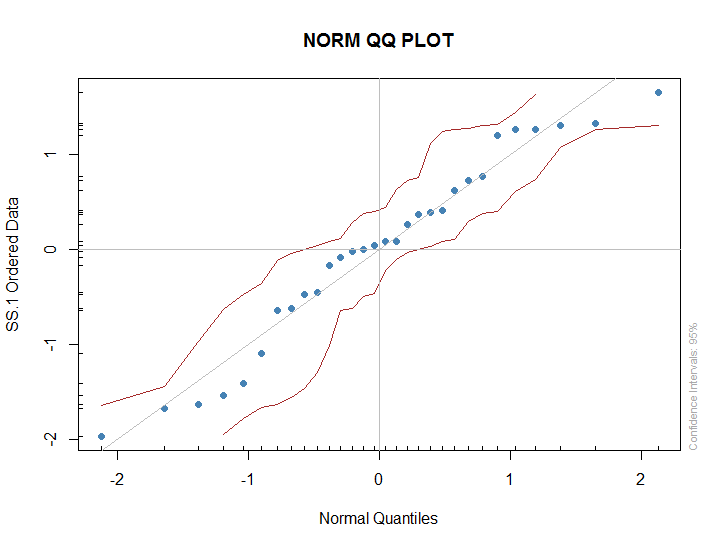 NORM QQ PLOT
SS.1 Ordered Data
1
0
-1
-2
-2
-1
0
1
2
Normal Quantiles
Confidence Intervals: 95%